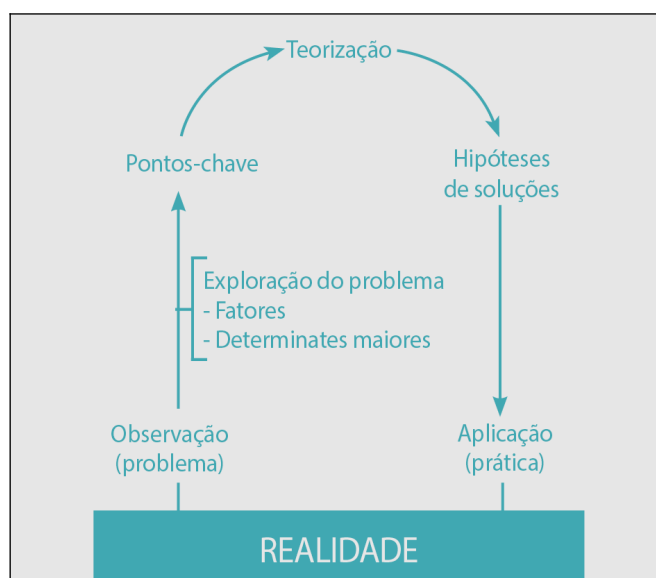 Teorização
Pontos-chave
Hipóteses
de soluções
Exploração do problema
- Fatores
- Determinates maiores
Observação
(problema)
Aplicação
(prática)
REALIDADE